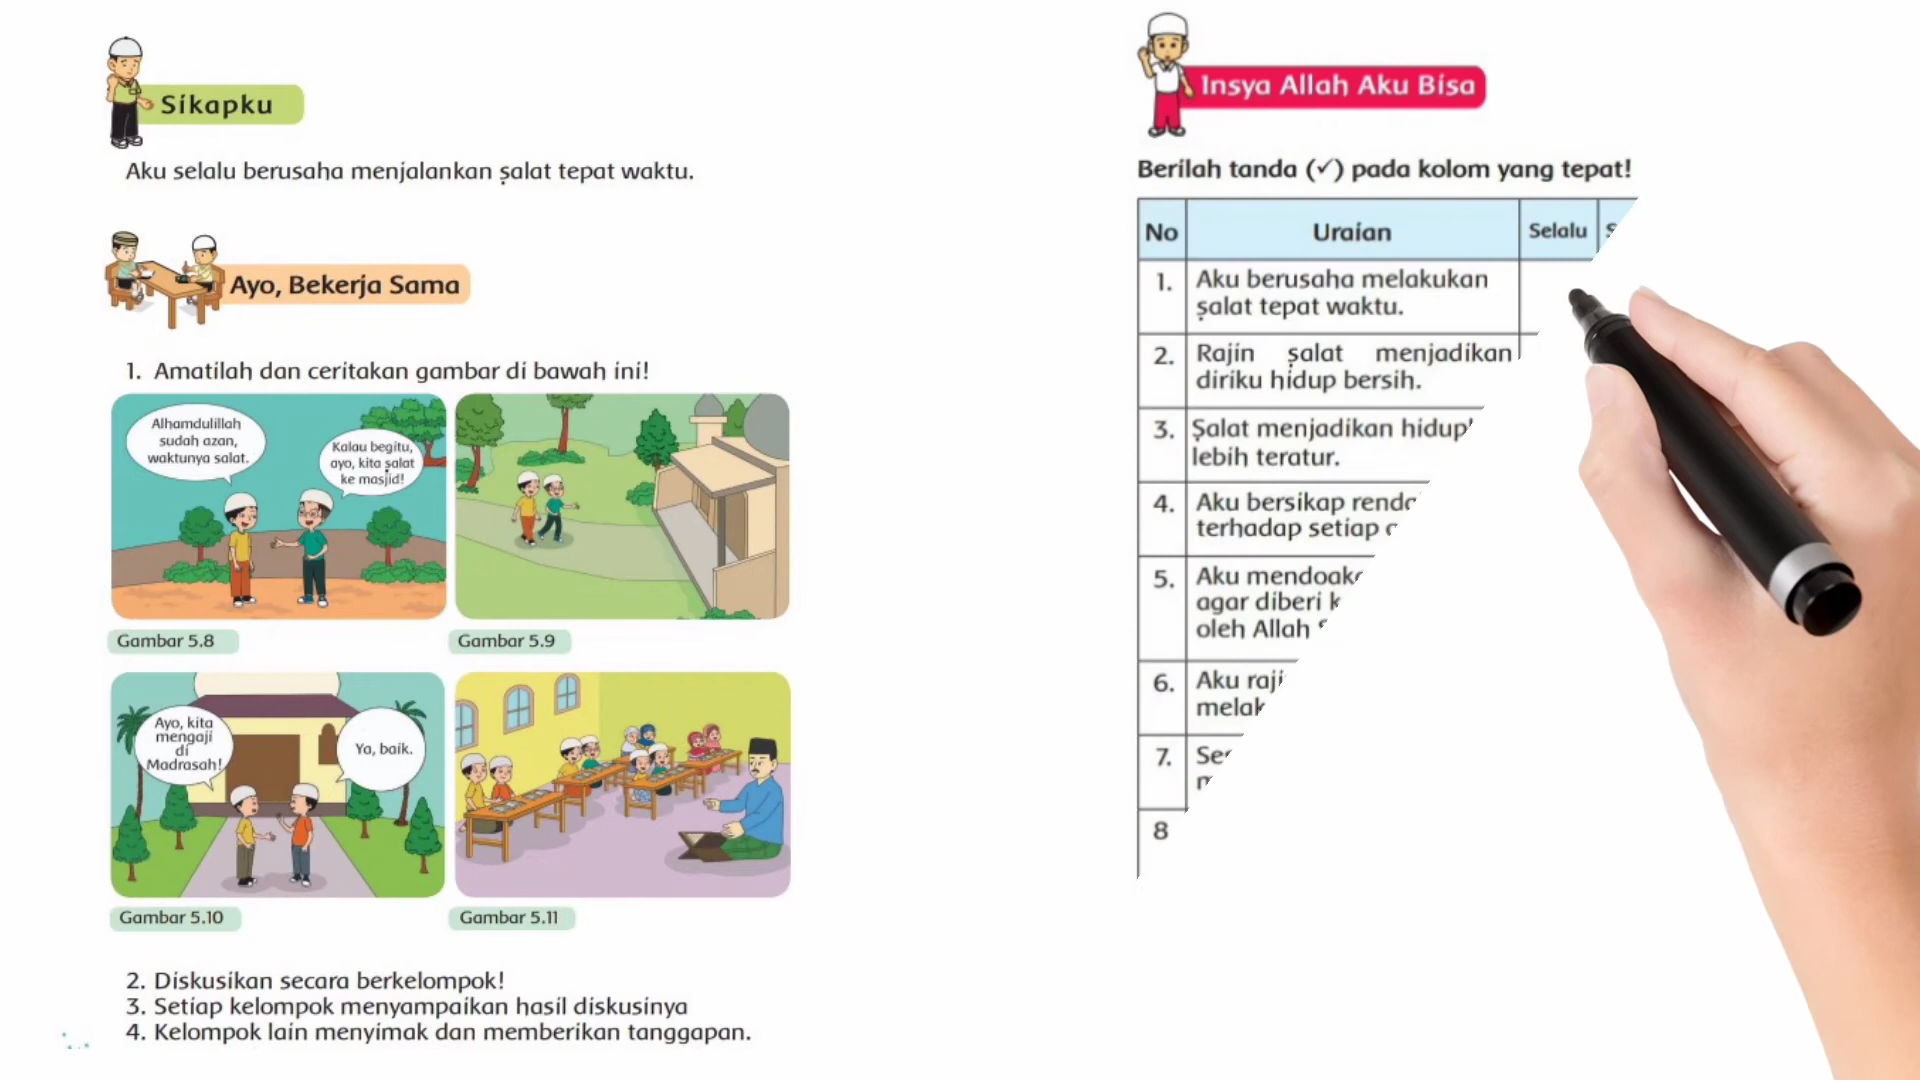 Sikapku
Aku selalu berusaha menjalankan ṣalat tepat waktu.
Ayo, Bekerja Sama
1. Amatilah dan ceritakan gambar di bawah ini!
Alhamdulillah
sudah azan,
waktunya salat.
Kalau begitu,
ayo, kita ṣalat
ke masjid!
Gambar 5.8
Gambar 5.9
Ayo, kita
mengaji
di
Madrasah!
Ya, baik.
Gambar 5.10
Gambar 5.11
2. Diskusikan secara berkelompok!
3. Setiap kelompok menyampaikan hasil diskusinya
4. Kelompok lain menyimak dan memberikan tanggapan.
Insya Allah Aku Bisa
Berilah tanda (✓) pada kolom yang tepat!
No Uraian Selalu
1. Aku berusaha melakukan
ṣalat tepat waktu.
2. Rajin ṣalat menjadikan
diriku hidup bersih.
3. Ṣalat menjadikan
lebih teratur.
4. Aku bersikap
terhadap setiap
5. Aku
agar diberi
oleh Allah
6. Aku
7.
8